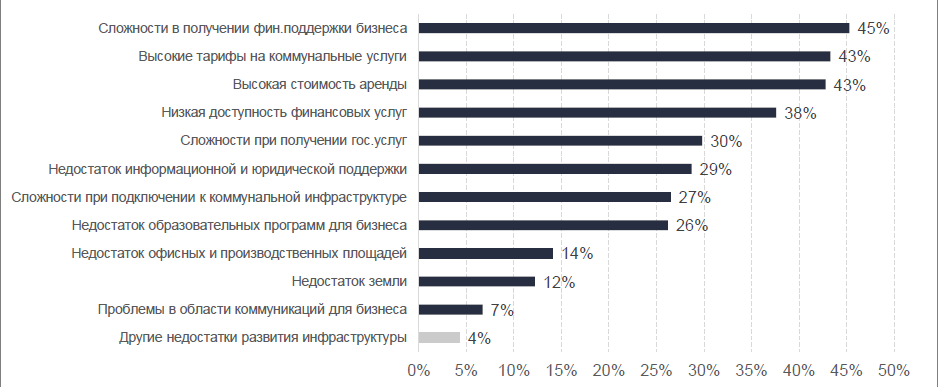 Сложности в получении фин.поддержки бизнеса 45%
Высокие тарифы на коммунальные услуги 43%
Высокая стоимость аренды 43%
Низкая доступность финансовых услуг 38%
Сложности при получении гос.услуг 30%
Недостаток информационной и юридической поддержки 29%
Сложности при подключении к коммунальной инфраструктуре 27%
Недостаток образовательных программ для бизнеса 26%
Недостаток офисных и производственных площадей 14%
Недостаток земли 12%
Проблемы в области коммуникаций для бизнеса 7%
Другие недостатки развития инфраструктуры 4%
0% 5% 10% 15% 20% 25% 30% 35% 40% 45% 50%